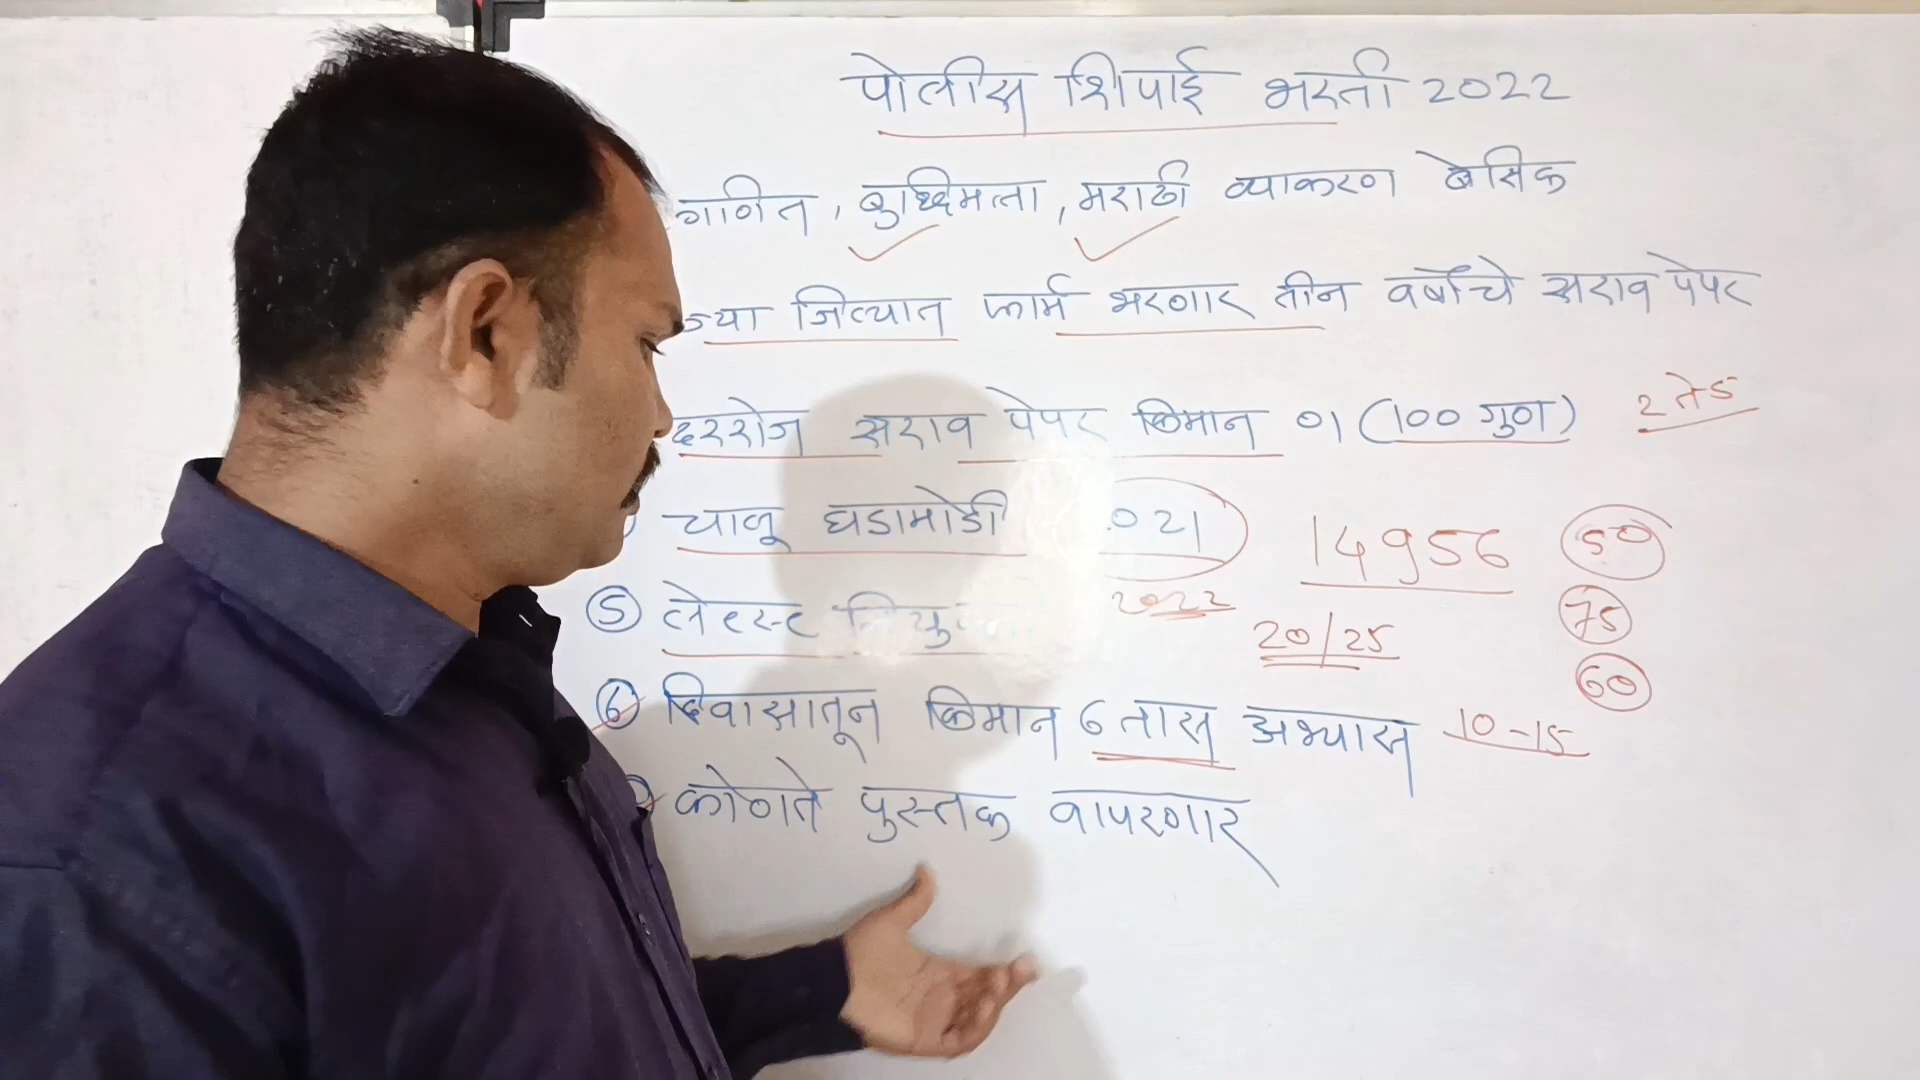 पोलीस शिपाई भरती 2022
गणित, बुध्दिमत्ता, मराठी व्याकरण बेसिक
ज्या जिल्यात फार्म भरणार तीन वर्षाचे सराव पेपर
दररोज सराव पेपर किमान 01 (100 गुण) 2 ते 5
चालू घडामोडी 021 14956 50
5 लेटेस्ट 2022 20/25 75
60
6 दिवसातून किमान 6 तास अभ्यास 10-15
कोणते पुस्तक वापरणार